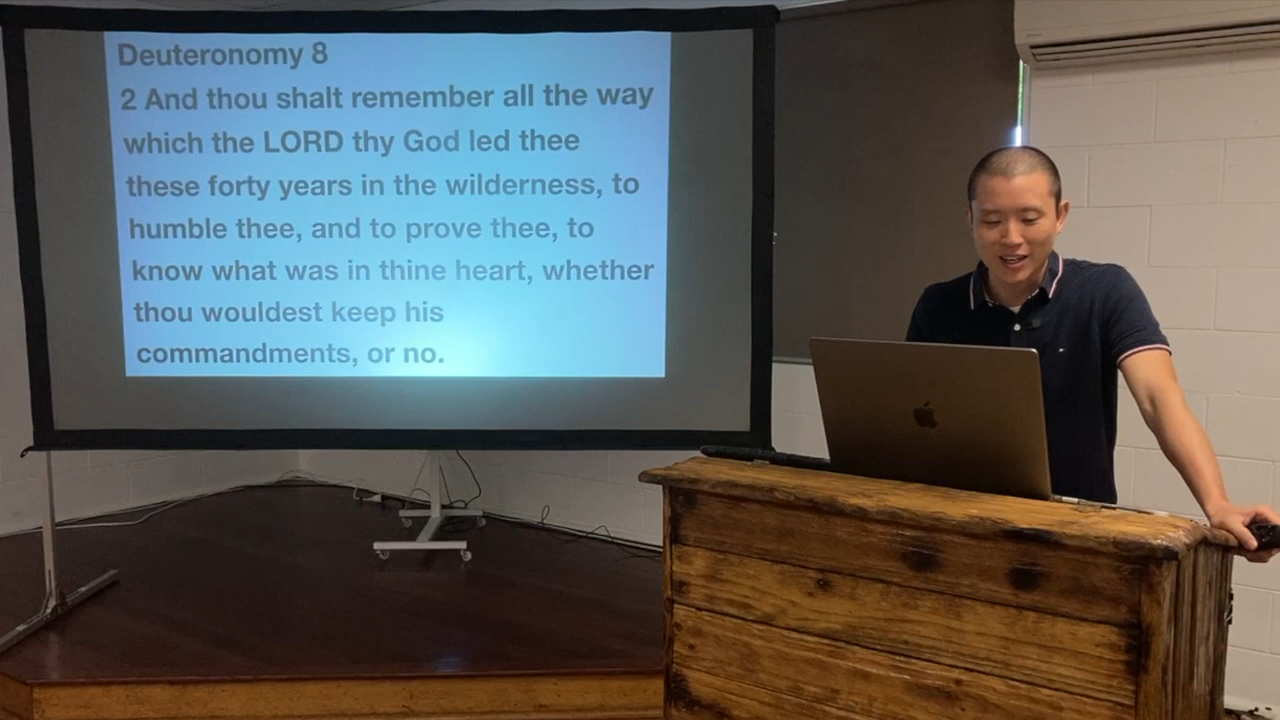 Deuteronomy 8
2 And thou shalt remember all the way
which the LORD thy God led thee
these forty years in the wilderness, to
humble thee, and to prove thee, to
know what was in thine heart, whether
thou wouldest keep his
commandments, or no.